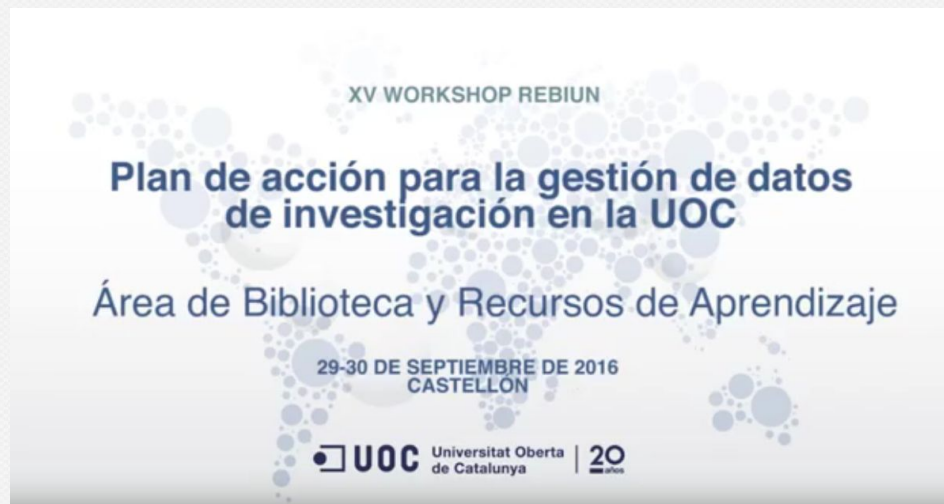 XV WORKSHOP REBIUN
Plan de acción para la gestión de datos
de investigación en la UOC
Área de Biblioteca y Recursos de Aprendizaje
29-30 DE SEPTIEMBRE DE 2016
CASTELLÓN
UOC Universitat Oberta
de Catalunya
20
años